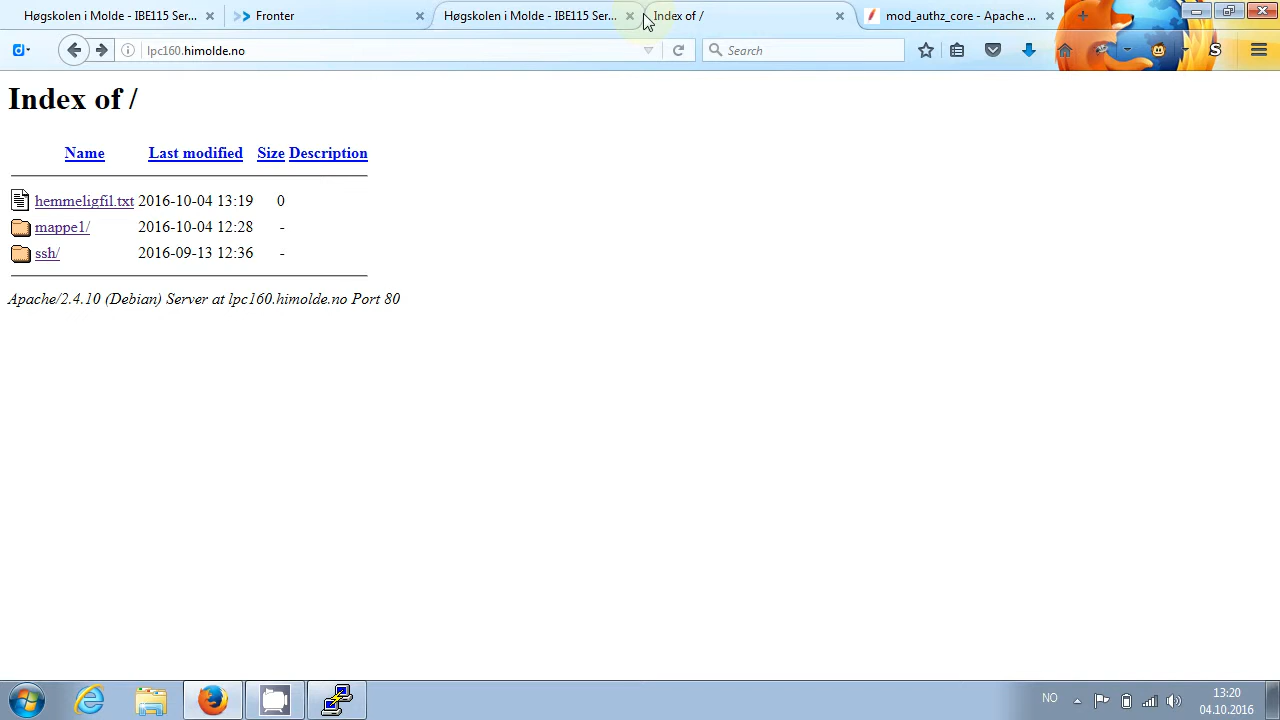 Høgskolen i Molde - IBE115 Ser...
Fronter
Høgskolen i Molde - IBE115 Ser...
Index of /
mod_authz_core - Apache ...
lpc160.himolde.no
Search
Index of /
Name Last modified Size Description
hemmeligfil.txt 2016-10-04 13:19 0
mappe1/ 2016-10-04 12:28 -
ssh/ 2016-09-13 12:36 -
Apache/2.4.10 (Debian) Server at lpc160.himolde.no Port 80
NO
13:20
04.10.2016